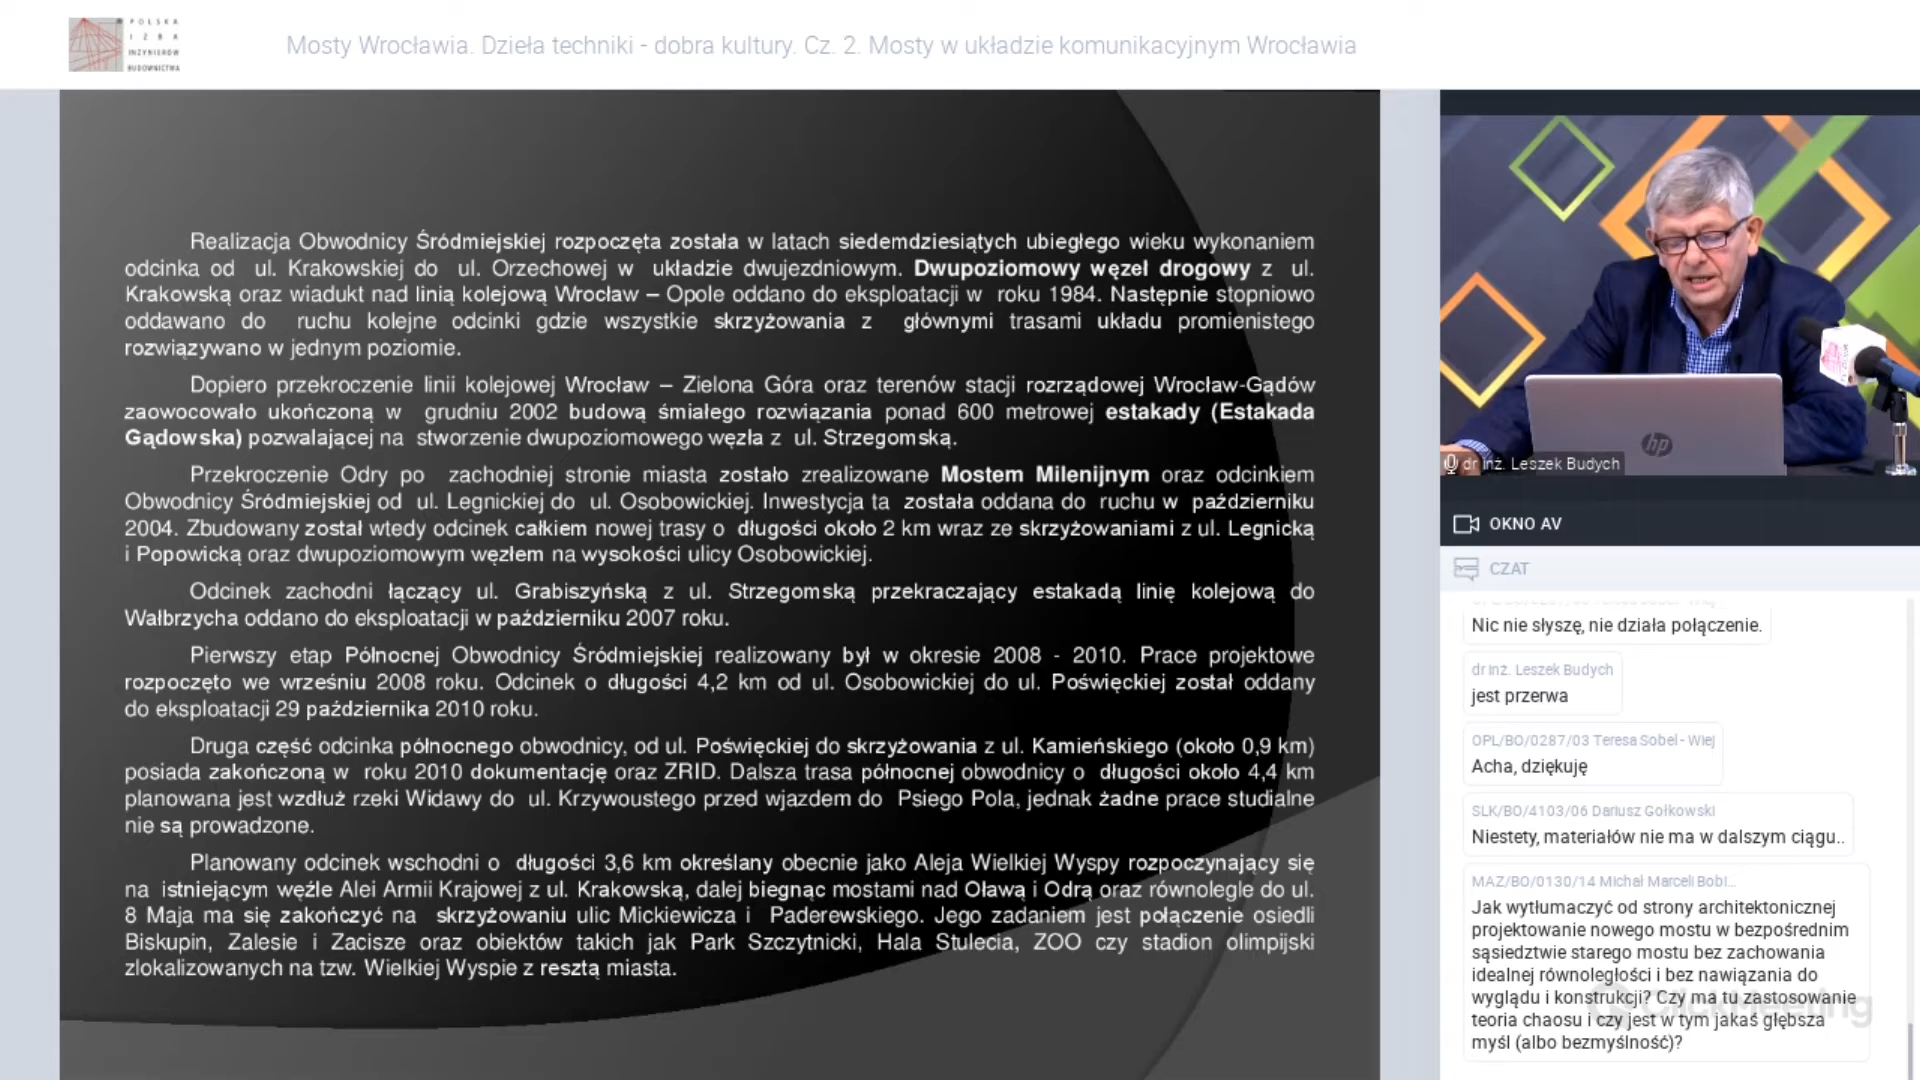 POLSKA
IZBA
INŻYNIERÓW
BUDOWNICTWA
Mosty Wrocławia. Dzieła techniki - dobra kultury. Cz. 2. Mosty w układzie komunikacyjnym Wrocławia
Realizacja Obwodnicy Śródmiejskiej rozpoczęta została w latach siedemdziesiątych ubiegłego wieku wykonaniem
odcinka od ul. Krakowskiej do ul. Orzechowej w układzie dwujezdniowym. Dwupoziomowy węzeł drogowy z ul.
Krakowską oraz wiadukt nad linią kolejową Wrocław – Opole oddano do eksploatacji w roku 1984. Następnie stopniowo
oddawano do ruchu kolejne odcinki gdzie wszystkie skrzyżowania z głównymi trasami układu promienistego
rozwiązywano w jednym poziomie.
Dopiero przekroczenie linii kolejowej Wrocław – Zielona Góra oraz terenów stacji rozrządowej Wrocław-Gądów
zaowocowało ukończoną w grudniu 2002 budową śmiałego rozwiązania ponad 600 metrowej estakady (Estakada
Gądowska) pozwalającej na stworzenie dwupoziomowego węzła z ul. Strzegomską.
Przekroczenie Odry po zachodniej stronie miasta zostało zrealizowane Mostem Milenijnym oraz odcinkiem
Obwodnicy Śródmiejskiej od ul. Legnickiej do ul. Osobowickiej. Inwestycja ta została oddana do ruchu w październiku
2004. Zbudowany został wtedy odcinek całkiem nowej trasy o długości około 2 km wraz ze skrzyżowaniami z ul. Legnicką
i Popowicką oraz dwupoziomowym węzłem na wysokości ulicy Osobowickiej.
Odcinek zachodni łączący ul. Grabiszyńską z ul. Strzegomską przekraczający estakadą linię kolejową do
Wałbrzycha oddano do eksploatacji w październiku 2007 roku.
Pierwszy etap Północnej Obwodnicy Śródmiejskiej realizowany był w okresie 2008 - 2010. Prace projektowe
rozpoczęto we wrześniu 2008 roku. Odcinek o długości 4,2 km od ul. Osobowickiej do ul. Poświęckiej został oddany
do eksploatacji 29 października 2010 roku.
Druga część odcinka północnego obwodnicy, od ul. Poświęckiej do skrzyżowania z ul. Kamieńskiego (około 0,9 km)
posiada zakończoną w roku 2010 dokumentację oraz ZRID. Dalsza trasa północnej obwodnicy o długości około 4,4 km
planowana jest wzdłuż rzeki Widawy do ul. Krzywoustego przed wjazdem do Psiego Pola, jednak żadne prace studialne
nie są prowadzone.
Planowany odcinek wschodni o długości 3,6 km określany obecnie jako Aleja Wielkiej Wyspy rozpoczynający się
na istniejącym węźle Alei Armii Krajowej z ul. Krakowską, dalej biegnąc mostami nad Oławą i Odrą oraz równolegle do ul.
8 Maja ma się zakończyć na skrzyżowaniu ulic Mickiewicza i Paderewskiego. Jego zadaniem jest połączenie osiedli
Biskupin, Zalesie i Zacisze oraz obiektów takich jak Park Szczytnicki, Hala Stulecia, ZOO czy stadion olimpijski
zlokalizowanych na tzw. Wielkiej Wyspie z resztą miasta.
hp
dr inż. Leszek Budych
OKNO AV
CZAT
Nic nie słyszę, nie działa połączenie.
dr inż. Leszek Budych
jest przerwa
OPL/BO/0287/03 Teresa Sobel - Wiej
Acha, dziękuję
SLK/BO/4103/06 Dariusz Gołkowski
Niestety, materiałów nie ma w dalszym ciągu..
MAZ/BO/0130/14 Michał Marceli Bobi...
Jak wytłumaczyć od strony architektonicznej
projektowanie nowego mostu w bezpośrednim
sąsiedztwie starego mostu bez zachowania
idealnej równoległości i bez nawiązania do
wyglądu i konstrukcji? Czy ma tu zastosowanie
teoria chaosu i czy jest w tym jakaś głębsza
myśl (albo bezmyślność)?
ClickMeeting